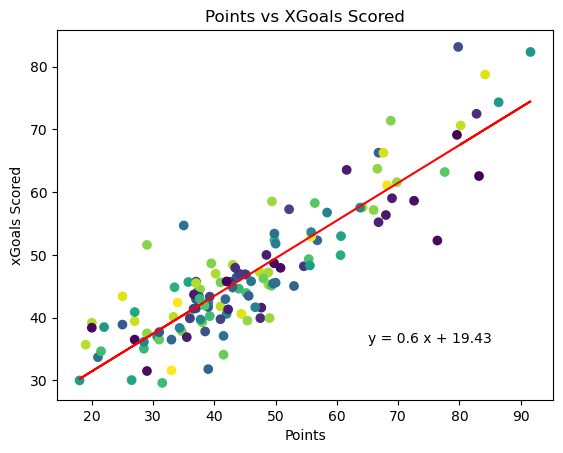 Points vs XGoals Scored
xGoals Scored
80
70
60
50
40
30
y = 0.6 x + 19.43
20 30 40 50 60 70 80 90
Points